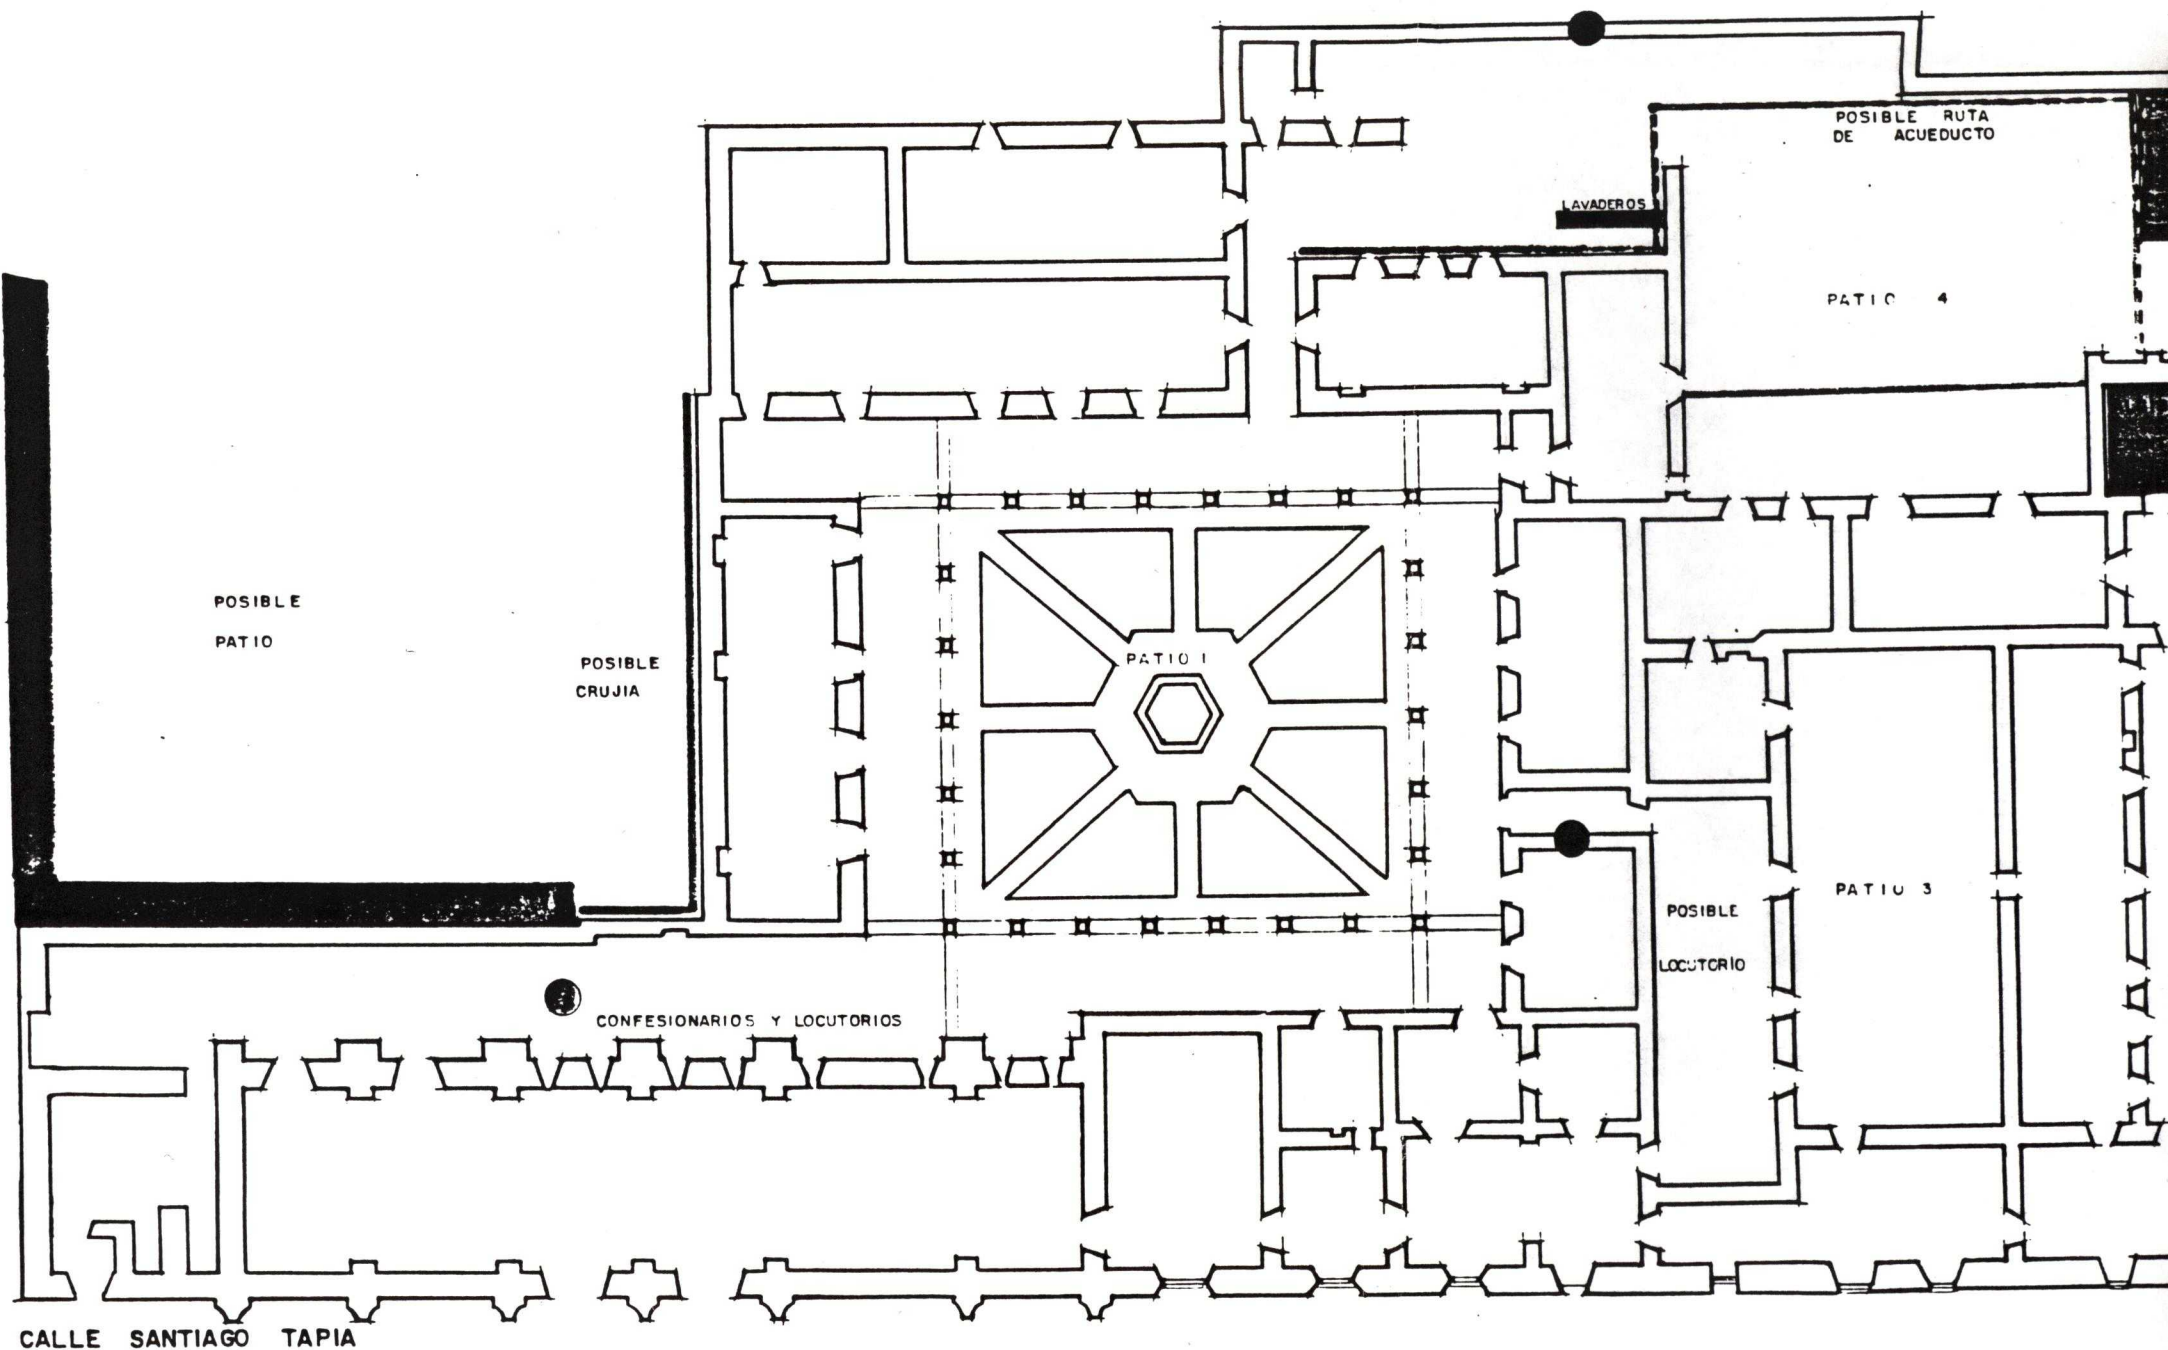 POSIBLE RUTA
DE ACUEDUCTO
LAVADEROS
PATIO 4
POSIBLE
PATIO
POSIBLE
CRUJIA
PATIO 1
PATIO 3
POSIBLE
LOCUTORIO
CONFESIONARIOS Y LOCUTORIOS
CALLE SANTIAGO TAPIA